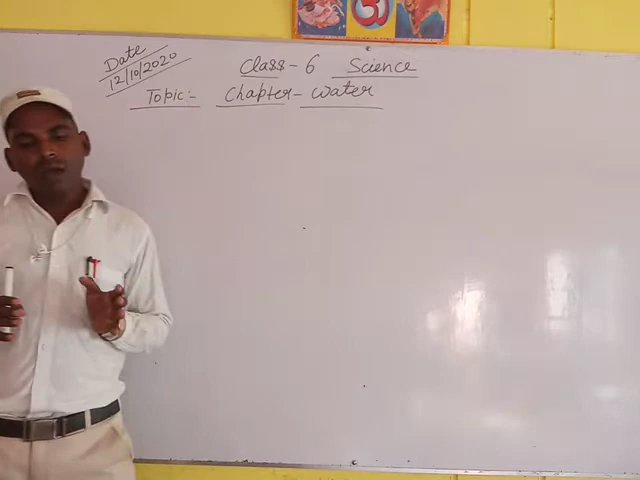 Date
12/10/2020
Class - 6 Science
Topic :- Chapter - Water